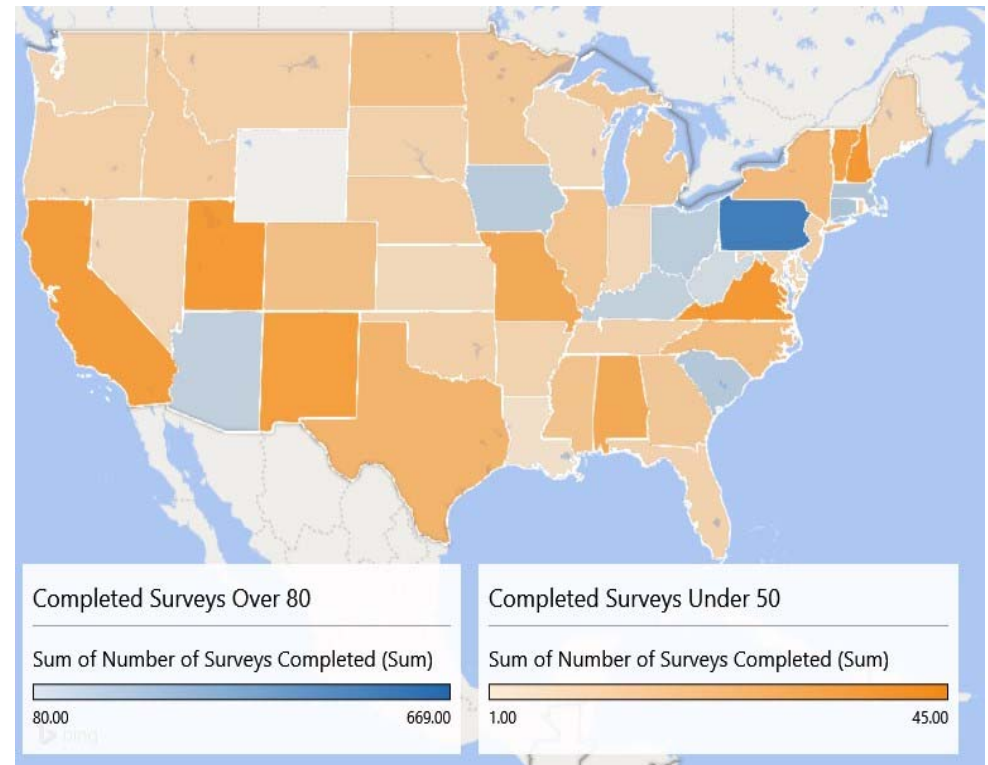 Completed Surveys Over 80
Sum of Number of Surveys Completed (Sum)
80.00 669.00
bing
Completed Surveys Under 50
Sum of Number of Surveys Completed (Sum)
1.00 45.00